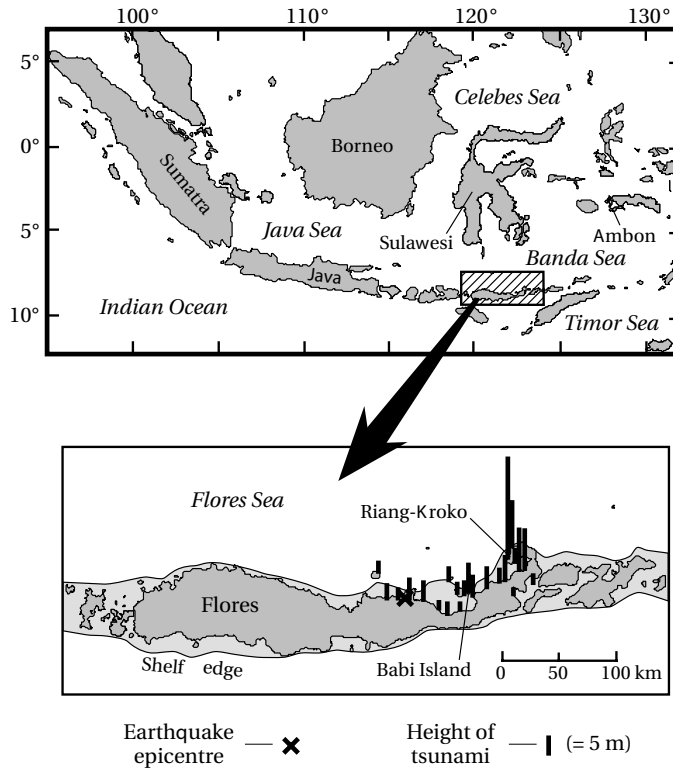 100° 110° 120° 130°
5°
Celebes Sea
0°
Borneo
Sumatra
5°
Java Sea
Sulawesi
Ambon
Banda Sea
Java
Indian Ocean
10°
Timor Sea
Flores Sea
Riang-Kroko
Flores
Shelf edge
Babi Island
0 50 100 km
Earthquake
epicentre
Height of
tsunami
(= 5 m)